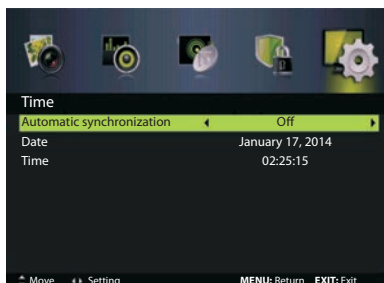 Time
Automatic synchronization Off
Date January 17, 2014
Time 02:25:15
Move Setting MENU: Return EXIT: Exit